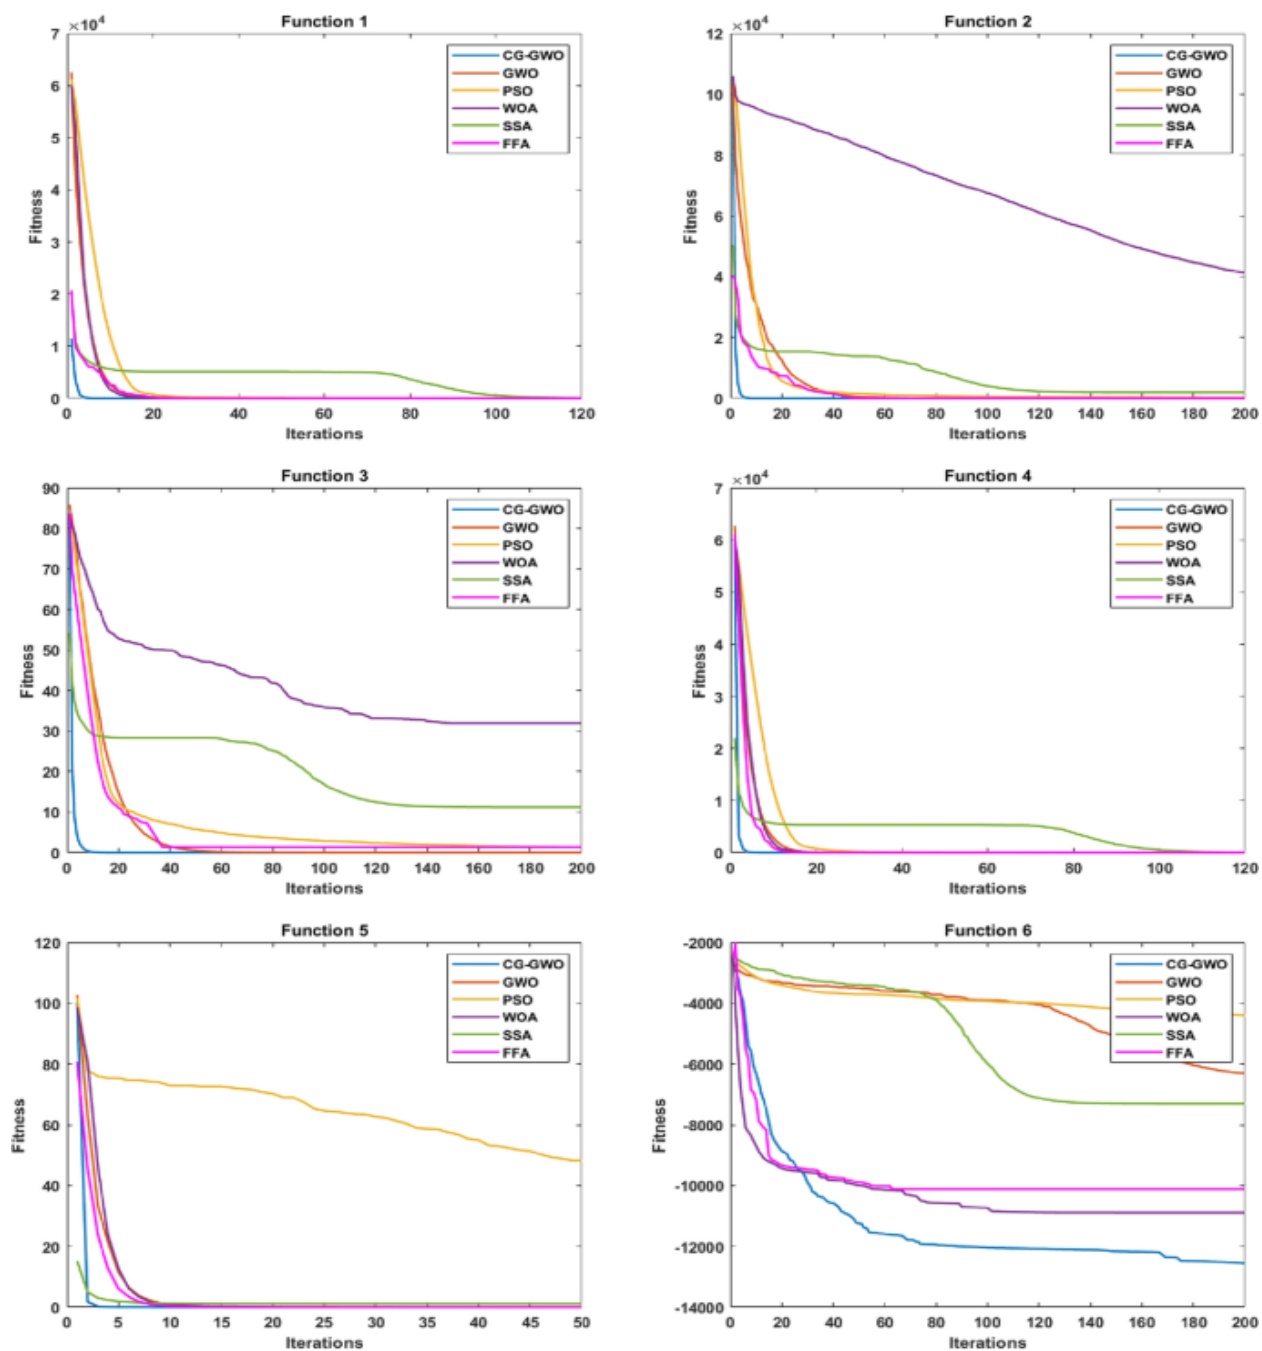 Function 1
×10⁴
7
6
5
4
3
2
1
0
Fitness
0 20 40 60 80 100 120
Iterations
CG-GWO
GWO
PSO
WOA
SSA
FFA
Function 2
×10⁴
12
10
8
6
4
2
0
Fitness
0 20 40 60 80 100 120 140 160 180 200
Iterations
CG-GWO
GWO
PSO
WOA
SSA
FFA
Function 3
90
80
70
60
50
40
30
20
10
0
Fitness
0 20 40 60 80 100 120 140 160 180 200
Iterations
CG-GWO
GWO
PSO
WOA
SSA
FFA
Function 4
×10⁴
7
6
5
4
3
2
1
0
Fitness
0 20 40 60 80 100 120
Iterations
CG-GWO
GWO
PSO
WOA
SSA
FFA
Function 5
120
100
80
60
40
20
0
Fitness
0 5 10 15 20 25 30 35 40 45 50
Iterations
CG-GWO
GWO
PSO
WOA
SSA
FFA
Function 6
-2000
-4000
-6000
-8000
-10000
-12000
-14000
Fitness
0 20 40 60 80 100 120 140 160 180 200
Iterations
CG-GWO
GWO
PSO
WOA
SSA
FFA